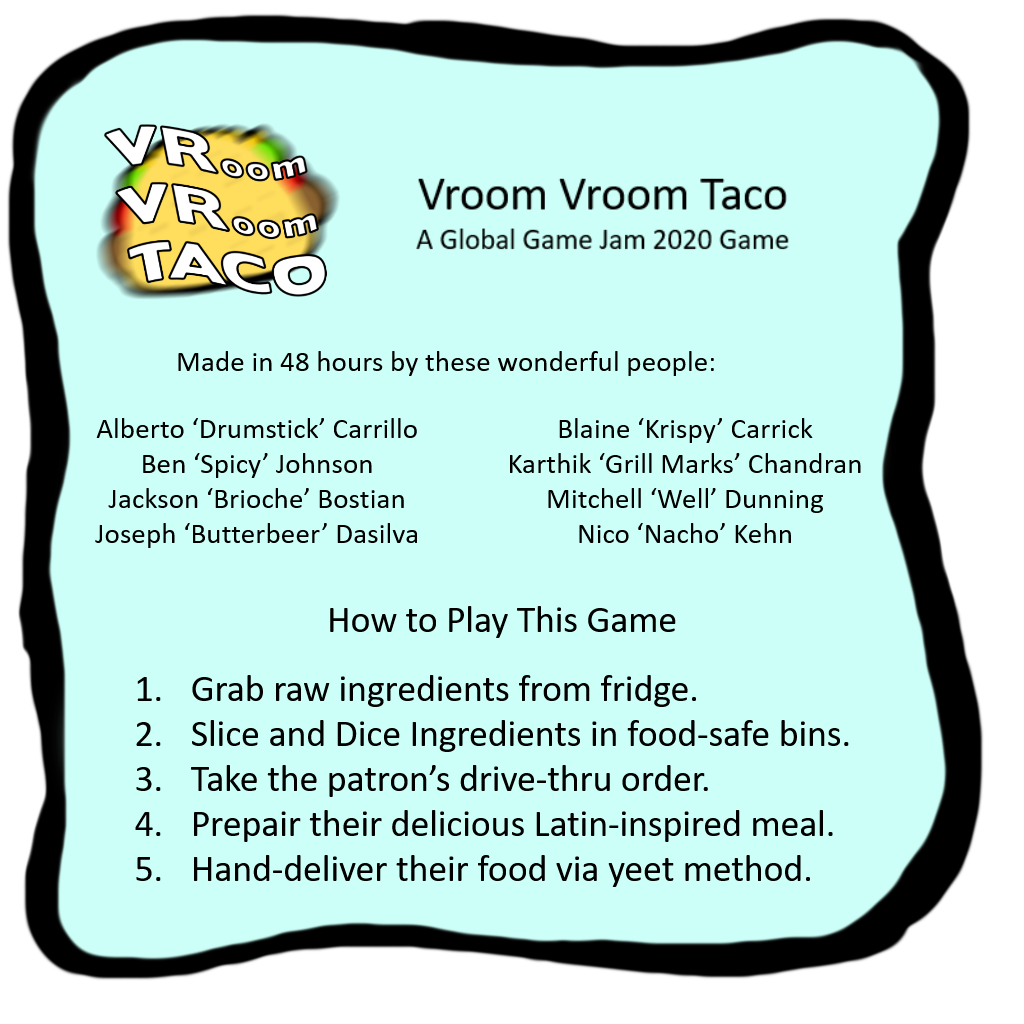 VRoom
VRoom
TACO
Vroom Vroom Taco
A Global Game Jam 2020 Game
Made in 48 hours by these wonderful people:
Alberto ‘Drumstick’ Carrillo
Ben ‘Spicy’ Johnson
Jackson ‘Brioche’ Bostian
Joseph ‘Butterbeer’ Dasilva
Blaine ‘Krispy’ Carrick
Karthik ‘Grill Marks’ Chandran
Mitchell ‘Well’ Dunning
Nico ‘Nacho’ Kehn
How to Play This Game
1. Grab raw ingredients from fridge.
2. Slice and Dice Ingredients in food-safe bins.
3. Take the patron’s drive-thru order.
4. Prepair their delicious Latin-inspired meal.
5. Hand-deliver their food via yeet method.